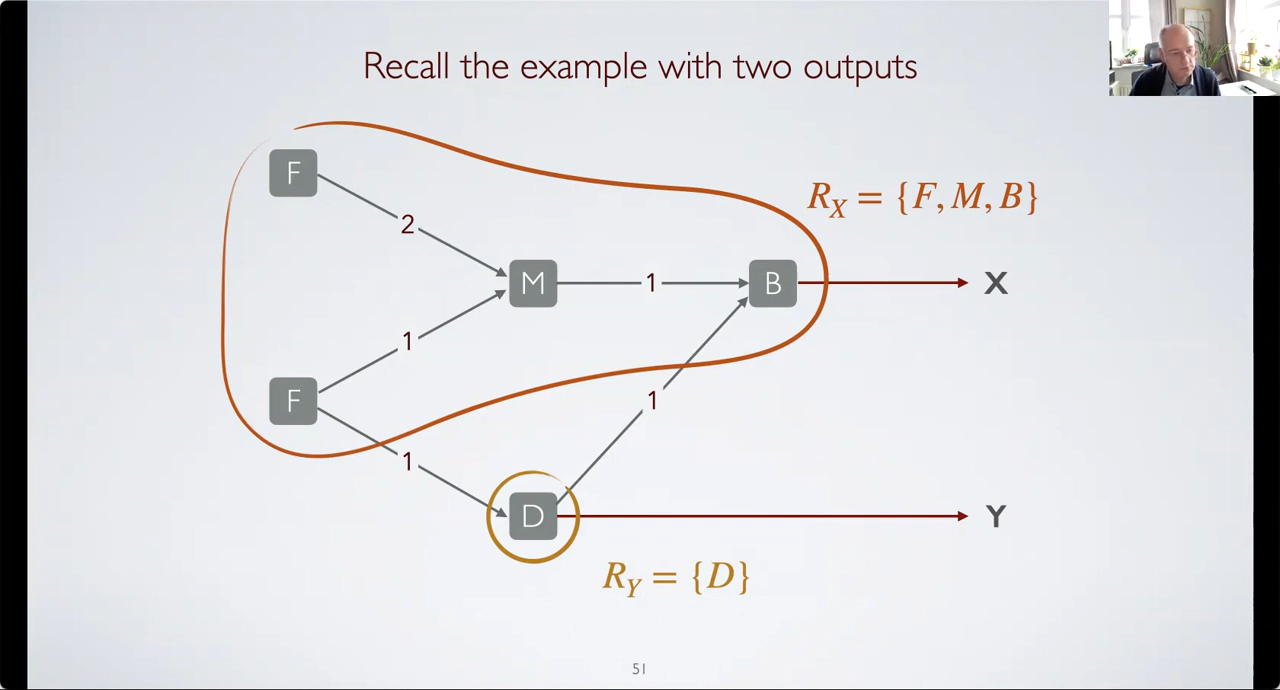 Recall the example with two outputs
F
2
R_X = {F, M, B}
M
1
B
X
1
F
1
1
D
Y
R_Y = {D}
51